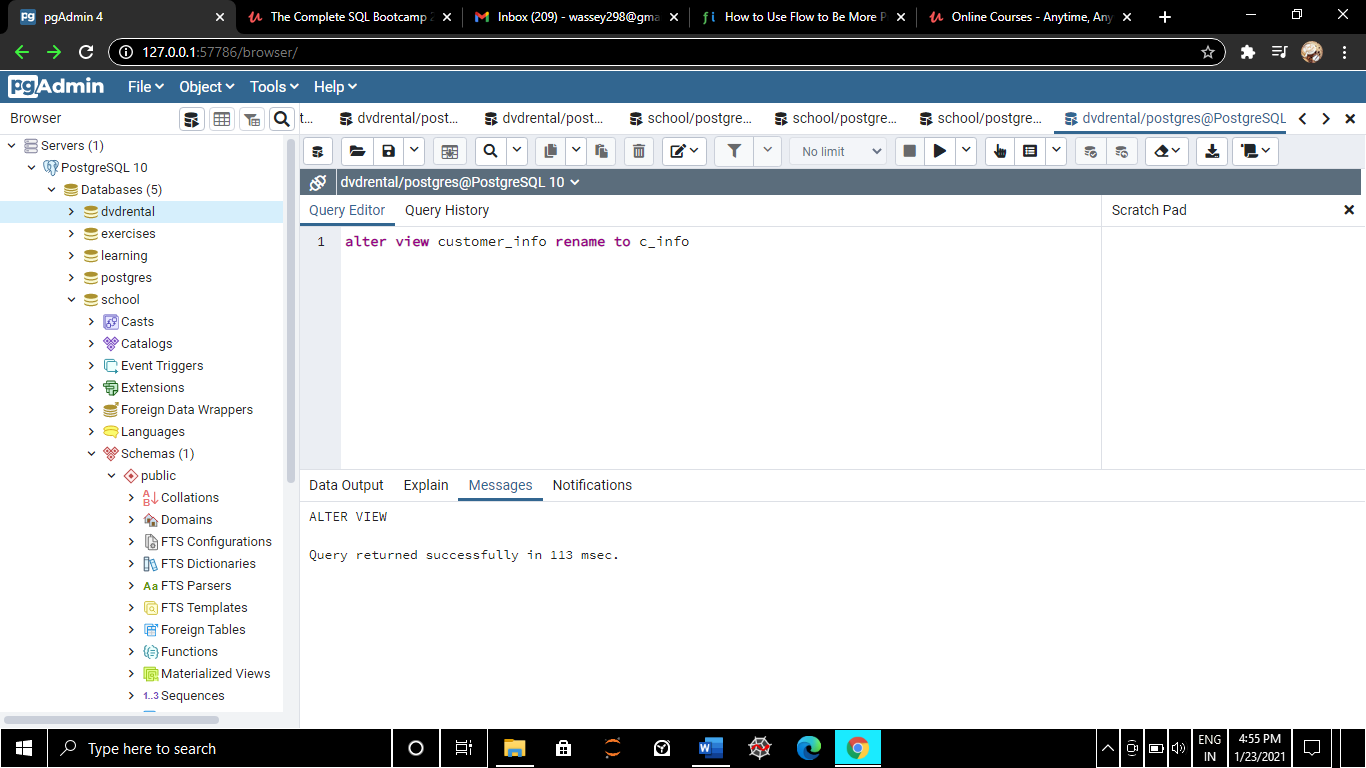 pgAdmin 4
The Complete SQL Bootcamp 2
Inbox (209) - wassey298@gma
How to Use Flow to Be More P
Online Courses - Anytime, Any
127.0.0.1:57786/browser/
pgAdmin File Object Tools Help
Browser
t... dvdrental/post... dvdrental/post... school/postgre... school/postgre... school/postgre... dvdrental/postgres@PostgreSQL
No limit
dvdrental/postgres@PostgreSQL 10
Query Editor Query History
Scratch Pad
1 alter view customer_info rename to c_info
Servers (1)
PostgreSQL 10
Databases (5)
dvdrental
exercises
learning
postgres
school
Casts
Catalogs
Event Triggers
Extensions
Foreign Data Wrappers
Languages
Schemas (1)
public
Collations
Domains
FTS Configurations
FTS Dictionaries
Aa FTS Parsers
FTS Templates
Foreign Tables
Functions
Materialized Views
1..3 Sequences
Data Output Explain Messages Notifications
ALTER VIEW
Query returned successfully in 113 msec.
Type here to search
ENG
IN
4:55 PM
1/23/2021